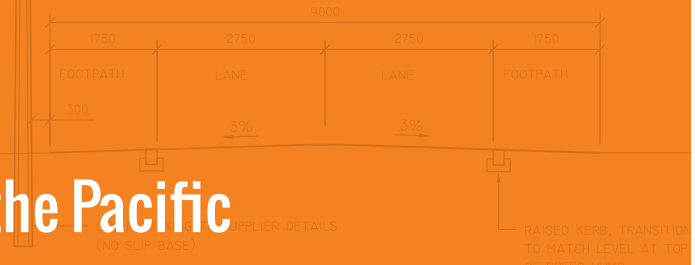 9000
1750 2750 2750 1750
FOOTPATH LANE LANE FOOTPATH
300
3% 3%
the Pacific
SUPPLIER DETAILS
(NO SLIP BASE)
RAISED KERB, TRANSITION
TO MATCH LEVEL AT TOP